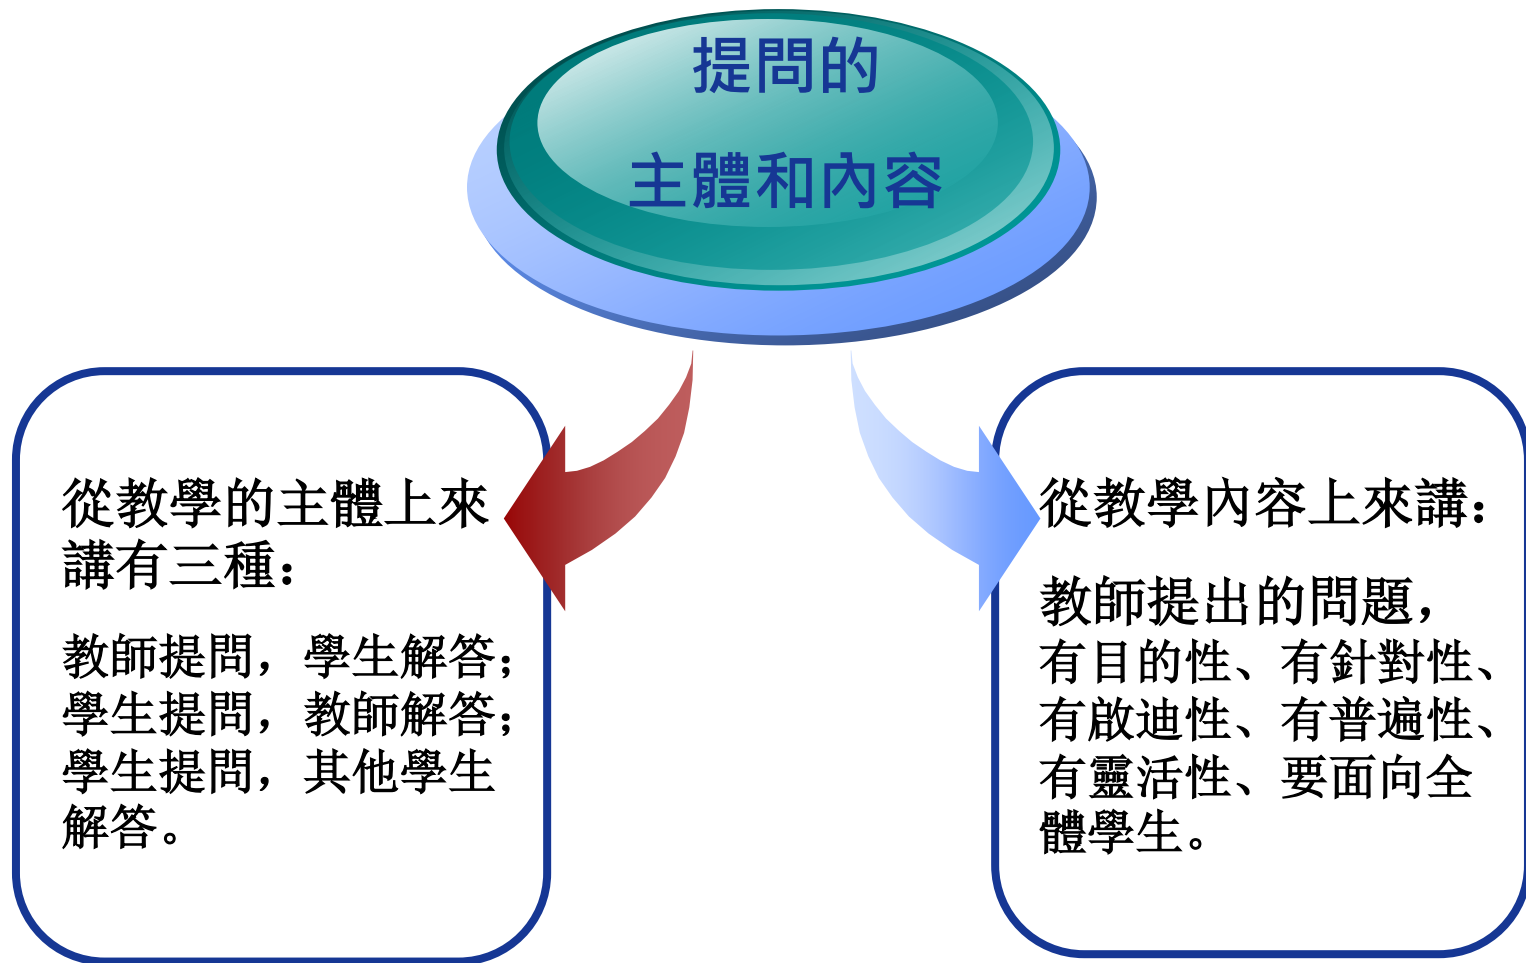 提問的
主體和內容
從教學的主體上來
講有三種：
教師提問，學生解答；
學生提問，教師解答；
學生提問，其他學生
解答。
從教學內容上來講：
教師提出的問題，
有目的性、有針對性、
有啟迪性、有普遍性、
有靈活性、要面向全
體學生。